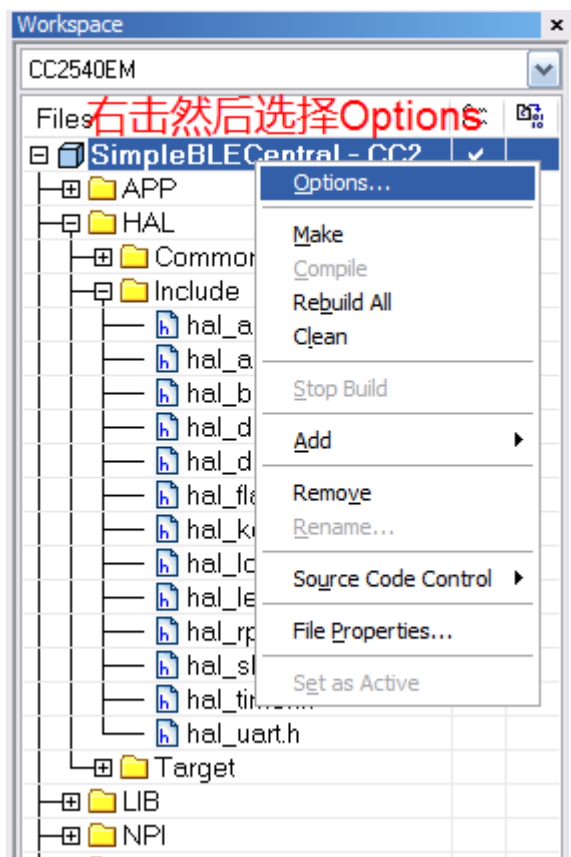 Workspace
CC2540EM
Files
右击然后选择Options
SimpleBLECentral - CC2
Options...
APP
HAL
Make
Common
Compile
Include
Rebuild All
hal_a
Clean
hal_a
hal_b
Stop Build
hal_d
hal_d
Add
hal_fla
Remove
hal_k
Rename...
hal_lc
Source Code Control
hal_le
hal_rp
File Properties...
hal_sl
Set as Active
hal_timer.h
hal_uart.h
Target
LIB
NPI